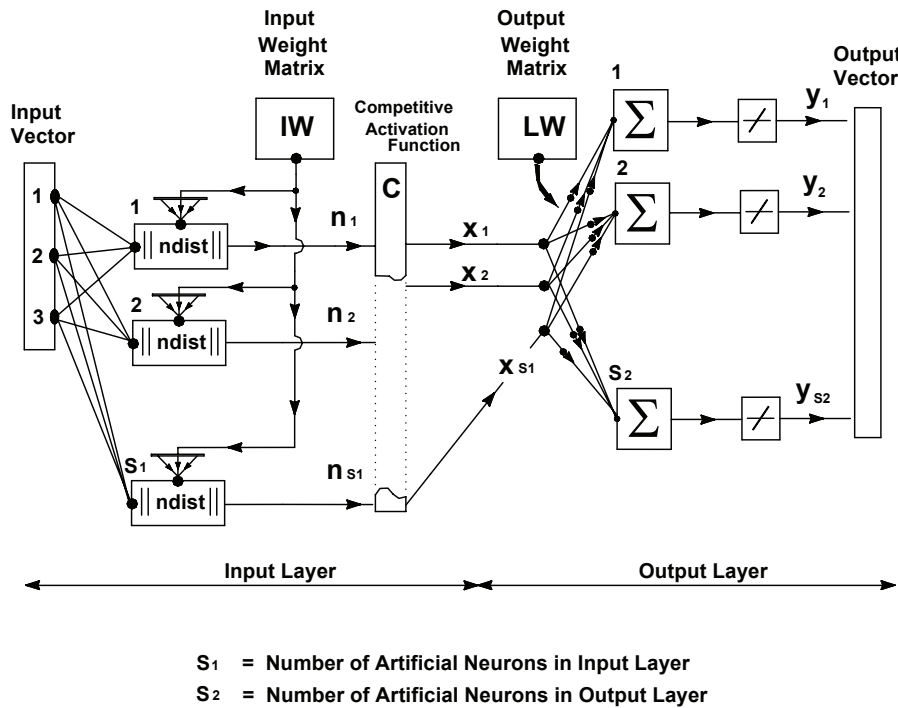 Input
Weight
Matrix
Output
Weight
Matrix
Output
Vector
Input
Vector
IW
Competitive
Activation
Function
LW
1
Σ
y1
C
2
Σ
y2
1
2
3
1
|| ndist ||
n1
x1
x2
2
|| ndist ||
n2
xS1
S2
Σ
yS2
S1
|| ndist ||
nS1
Input Layer
Output Layer
S1 = Number of Artificial Neurons in Input Layer
S2 = Number of Artificial Neurons in Output Layer